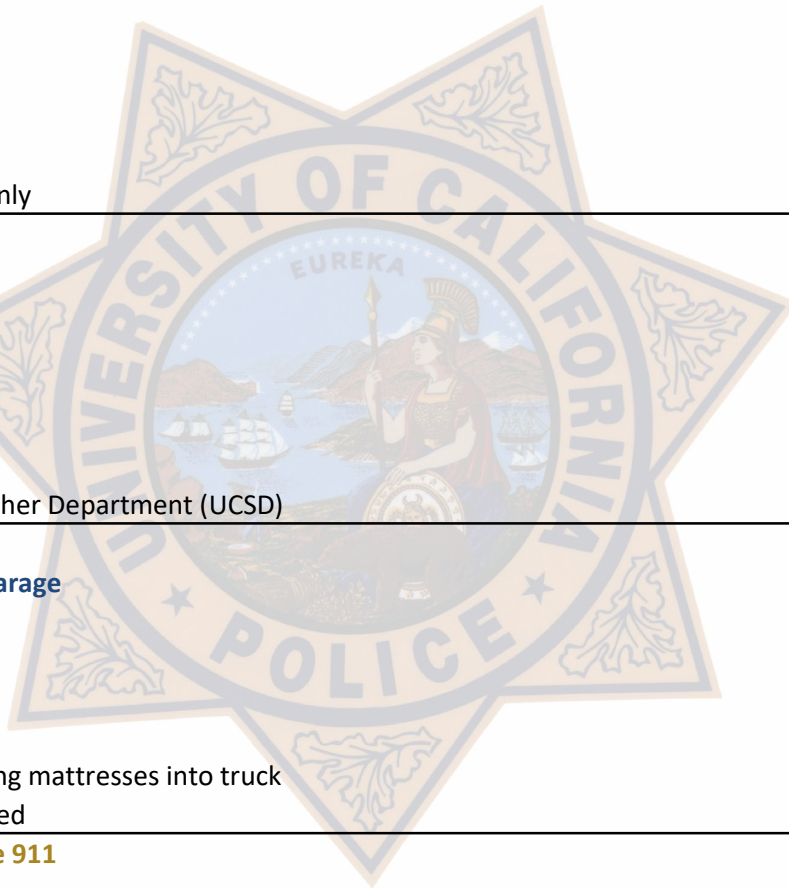 nly
UNIVERSITY OF CALIFORNIA
EUREKA
her Department (UCSD)
arage
POLICE
ng mattresses into truck
ed
e 911